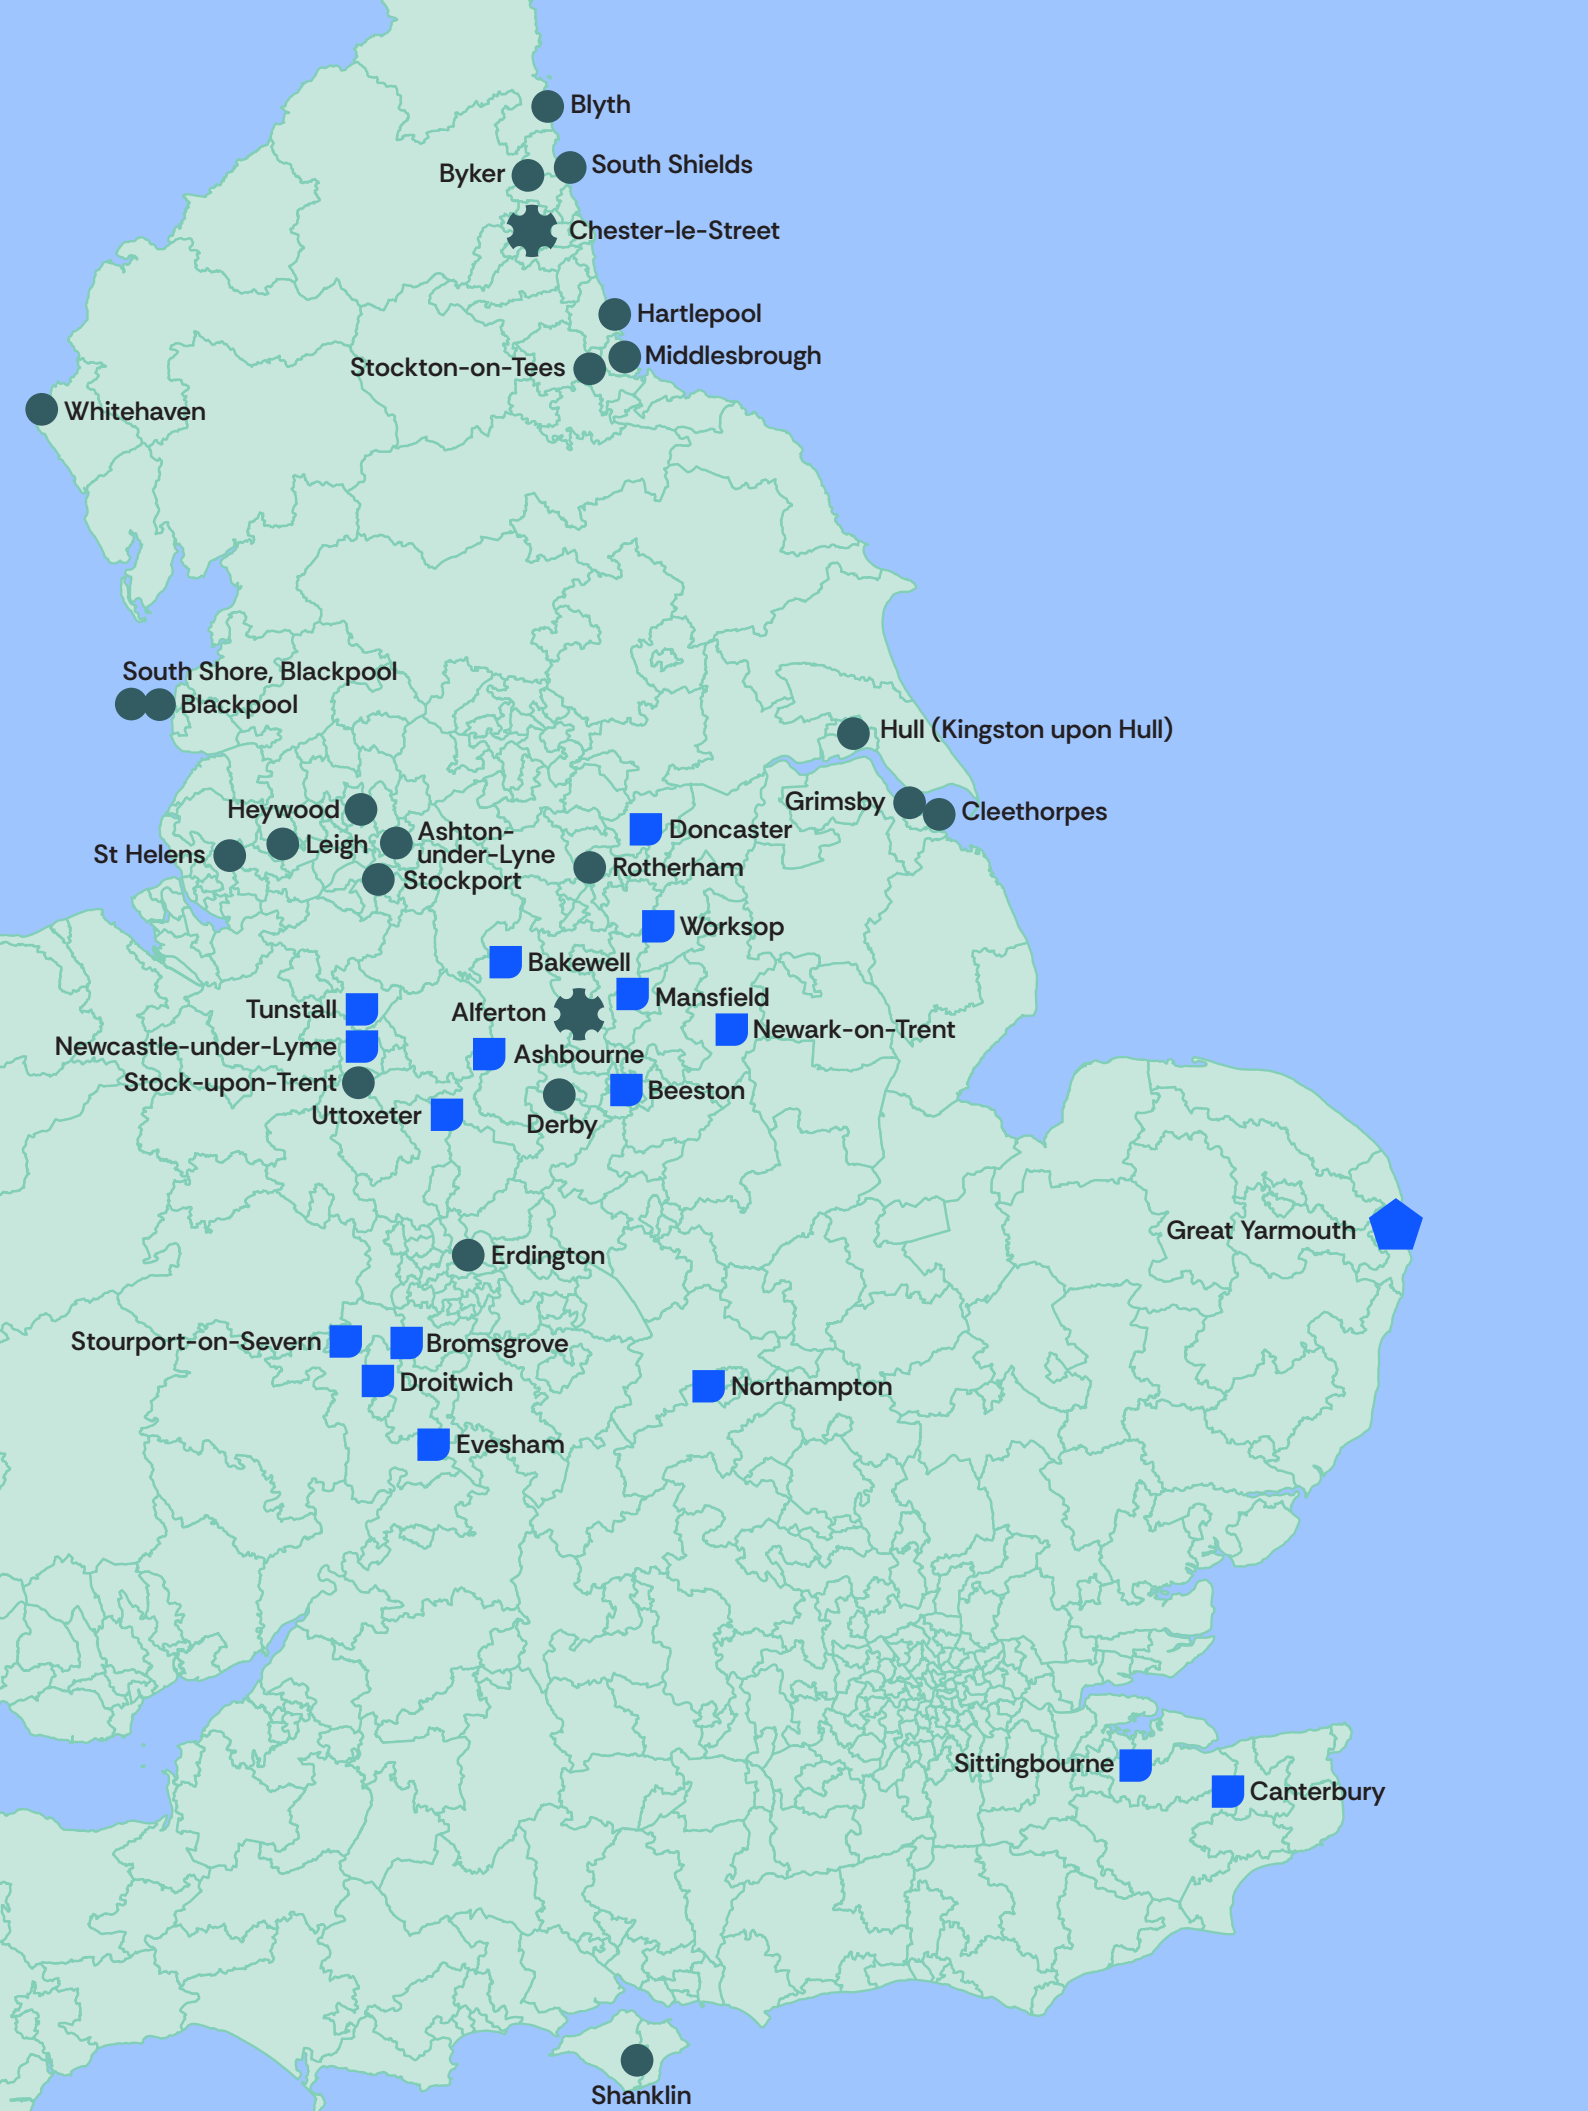 Blyth
South Shields
Byker
Chester-le-Street
Hartlepool
Middlesbrough
Stockton-on-Tees
Whitehaven
South Shore, Blackpool
Blackpool
Hull (Kingston upon Hull)
Grimsby
Cleethorpes
Heywood
Doncaster
Ashton-
under-Lyne
Leigh
St Helens
Rotherham
Stockport
Worksop
Bakewell
Mansfield
Tunstall
Alferton
Newark-on-Trent
Newcastle-under-Lyme
Ashbourne
Stock-upon-Trent
Beeston
Uttoxeter
Derby
Great Yarmouth
Erdington
Stourport-on-Severn
Bromsgrove
Droitwich
Northampton
Evesham
Sittingbourne
Canterbury
Shanklin